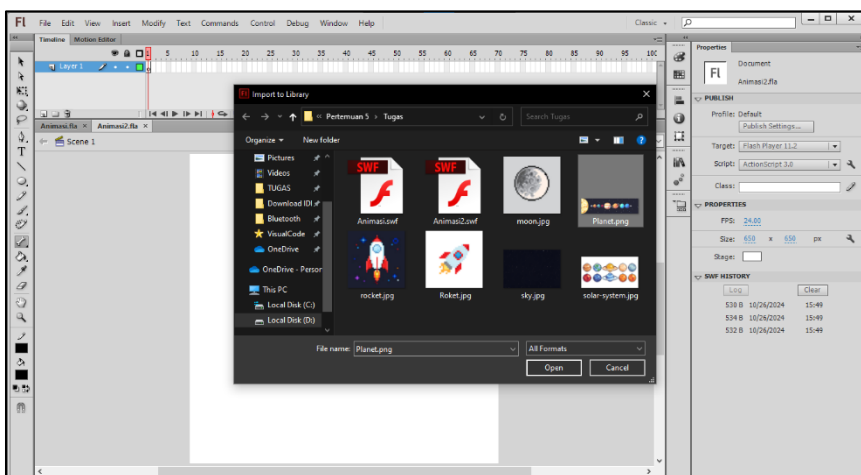 Fl File Edit View Insert Modify Text Commands Control Debug Window Help Classic
Timeline Motion Editor
1 5 10 15 20 25 30 35 40 45 50 55 60 65 70 75 80 85 90 95 100
Layer 1
Animasi.fla × Animasi2.fla ×
Scene 1
Import to Library
« Pertemuan 5 › Tugas
Search Tugas
Organize New folder
Pictures
Videos
TUGAS
Download IDI
Bluetooth
VisualCode
OneDrive
OneDrive - Person
This PC
Local Disk (C:)
Local Disk (D:)
SWF
Animasi.swf
SWF
Animasi2.swf
moon.jpg
Planet.png
rocket.jpg
Roket.jpg
sky.jpg
solar-system.jpg
File name: Planet.png
All Formats
Open Cancel
Properties
Fl
Document
Animasi2.fla
PUBLISH
Profile: Default
Publish Settings...
Target: Flash Player 11.2
Script: ActionScript 3.0
Class:
PROPERTIES
FPS: 24.00
Size: 650 x 650 px
Stage:
SWF HISTORY
Log Clear
530 B 10/26/2024 15:49
534 B 10/26/2024 15:49
532 B 10/26/2024 15:49